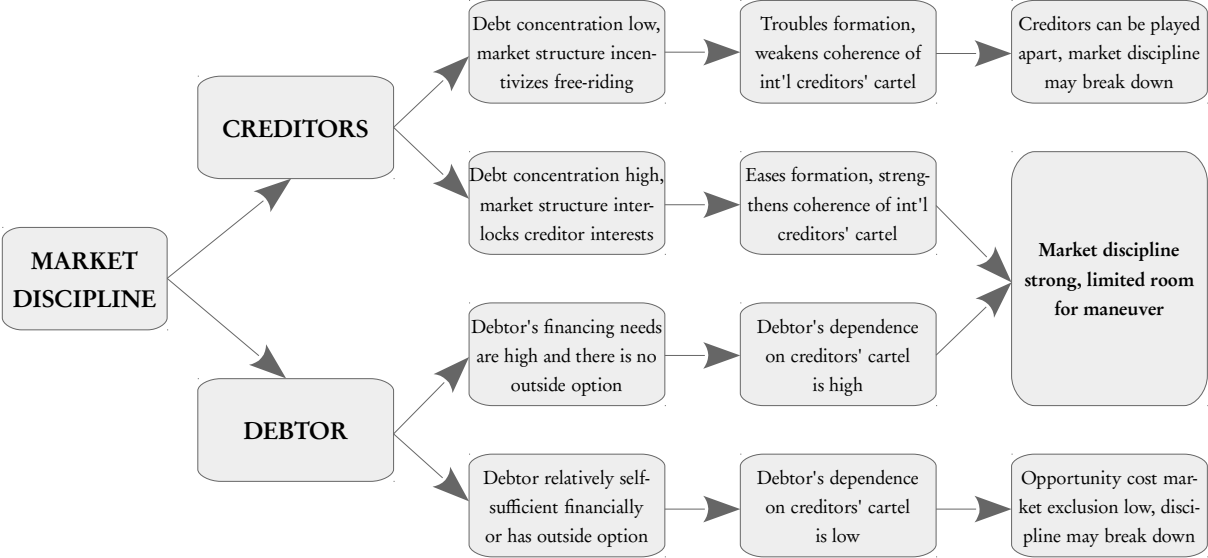 MARKET
DISCIPLINE
CREDITORS
DEBTOR
Debt concentration low,
market structure incen-
tivizes free-riding
Troubles formation,
weakens coherence of
int'l creditors' cartel
Creditors can be played
apart, market discipline
may break down
Debt concentration high,
market structure inter-
locks creditor interests
Eases formation, streng-
thens coherence of int'l
creditors' cartel
Market discipline
strong, limited room
for maneuver
Debtor's financing needs
are high and there is no
outside option
Debtor's dependence
on creditors' cartel
is high
Debtor relatively self-
sufficient financially
or has outside option
Debtor's dependence
on creditors' cartel
is low
Opportunity cost mar-
ket exclusion low, disci-
pline may break down